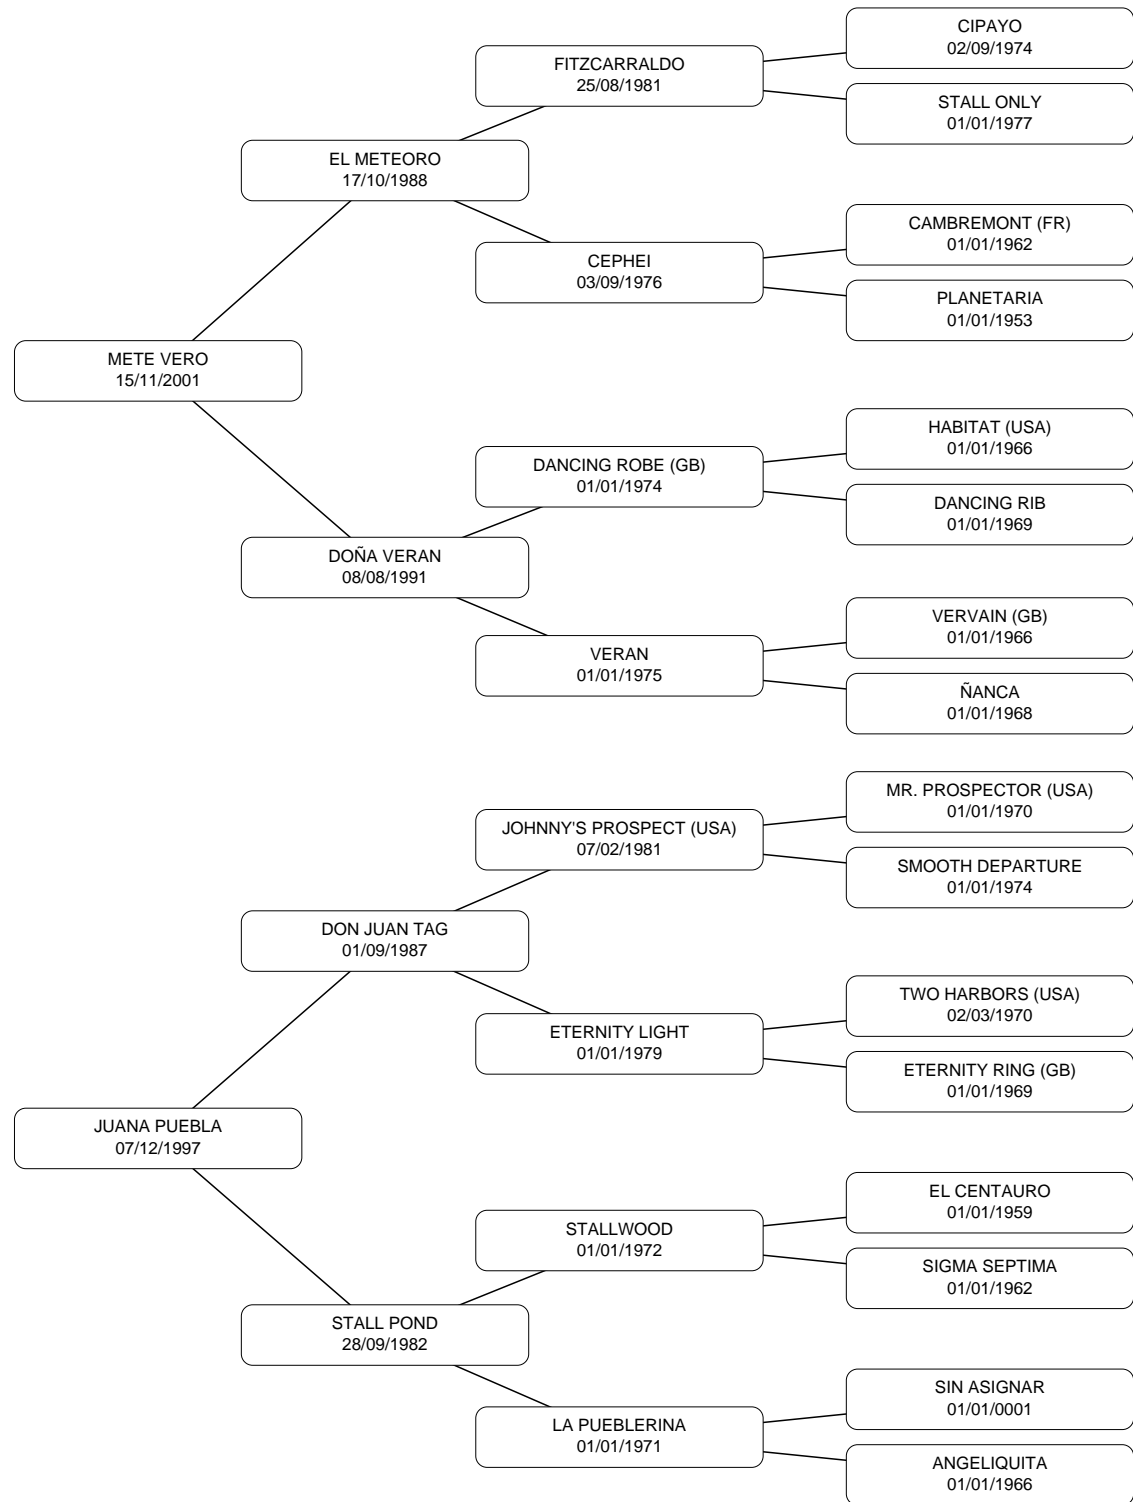 CIPAYO
02/09/1974
FITZCARRALDO
25/08/1981
STALL ONLY
01/01/1977
EL METEORO
17/10/1988
CAMBREMONT (FR)
01/01/1962
CEPHEI
03/09/1976
PLANETARIA
01/01/1953
METE VERO
15/11/2001
HABITAT (USA)
01/01/1966
DANCING ROBE (GB)
01/01/1974
DANCING RIB
01/01/1969
DOÑA VERAN
08/08/1991
VERVAIN (GB)
01/01/1966
VERAN
01/01/1975
ÑANCA
01/01/1968
MR. PROSPECTOR (USA)
01/01/1970
JOHNNY'S PROSPECT (USA)
07/02/1981
SMOOTH DEPARTURE
01/01/1974
DON JUAN TAG
01/09/1987
TWO HARBORS (USA)
02/03/1970
ETERNITY LIGHT
01/01/1979
ETERNITY RING (GB)
01/01/1969
JUANA PUEBLA
07/12/1997
EL CENTAURO
01/01/1959
STALLWOOD
01/01/1972
SIGMA SEPTIMA
01/01/1962
STALL POND
28/09/1982
SIN ASIGNAR
01/01/0001
LA PUEBLERINA
01/01/1971
ANGELIQUITA
01/01/1966